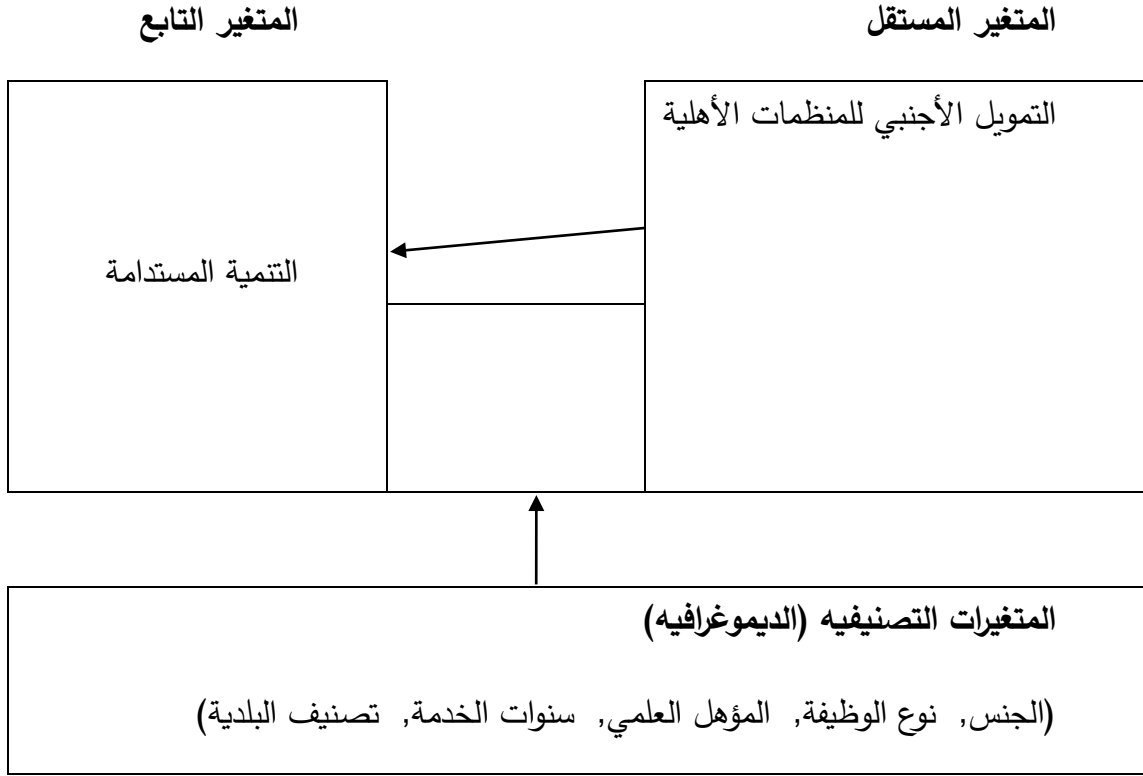 المتغير المستقل
المتغير التابع
التمويل الأجنبي للمنظمات الأهلية
التنمية المستدامة
المتغيرات التصنيفيه (الديموغرافيه)
(الجنس, نوع الوظيفة, المؤهل العلمي, سنوات الخدمة, تصنيف البلدية)